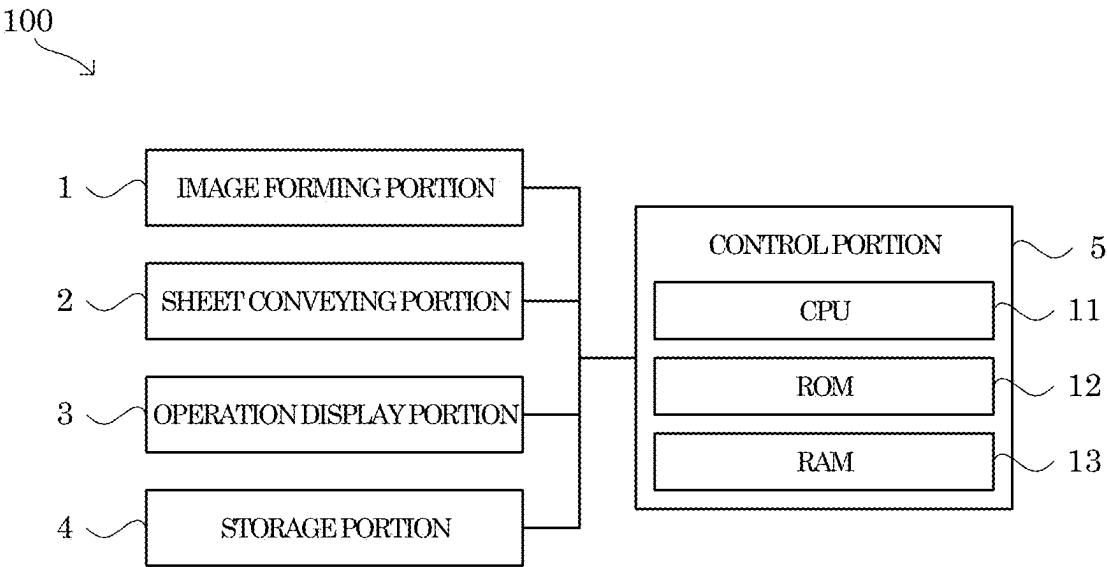 100
1 IMAGE FORMING PORTION
CONTROL PORTION 5
2 SHEET CONVEYING PORTION
CPU 11
ROM 12
3 OPERATION DISPLAY PORTION
RAM 13
4 STORAGE PORTION